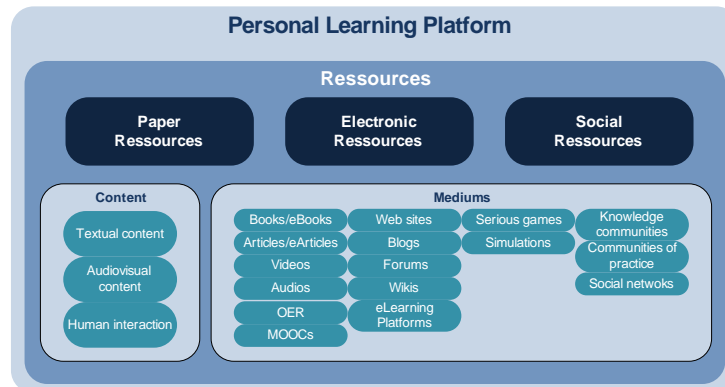 Personal Learning Platform
Ressources
Paper
Ressources
Electronic
Ressources
Social
Ressources
Content
Textual content
Audiovisual
content
Human interaction
Mediums
Books/eBooks
Articles/eArticles
Videos
Audios
OER
MOOCs
Web sites
Blogs
Forums
Wikis
eLearning
Platforms
Serious games
Simulations
Knowledge
communities
Communities of
practice
Social netwoks